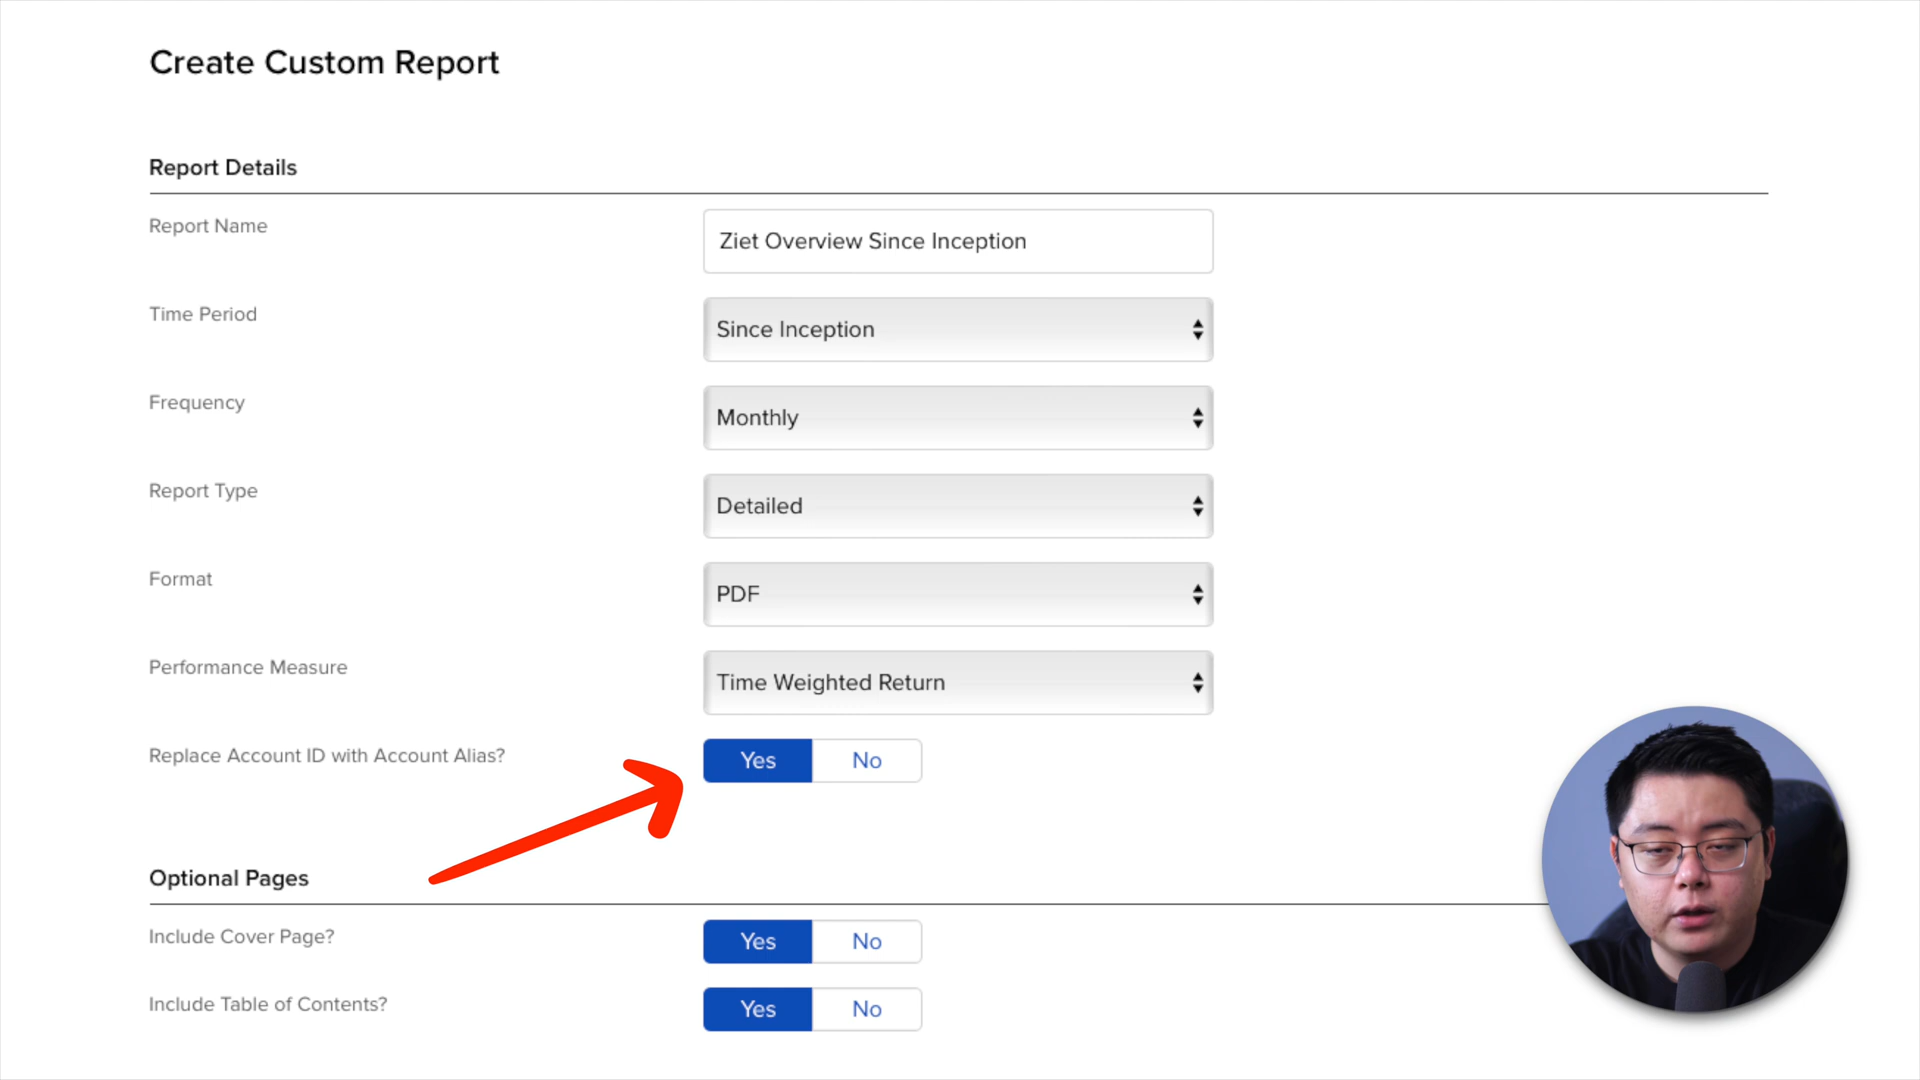 Create Custom Report
Report Details
Report Name
Ziet Overview Since Inception
Time Period
Since Inception
Frequency
Monthly
Report Type
Detailed
Format
PDF
Performance Measure
Time Weighted Return
Replace Account ID with Account Alias?
Yes No
Optional Pages
Include Cover Page?
Yes No
Include Table of Contents?
Yes No